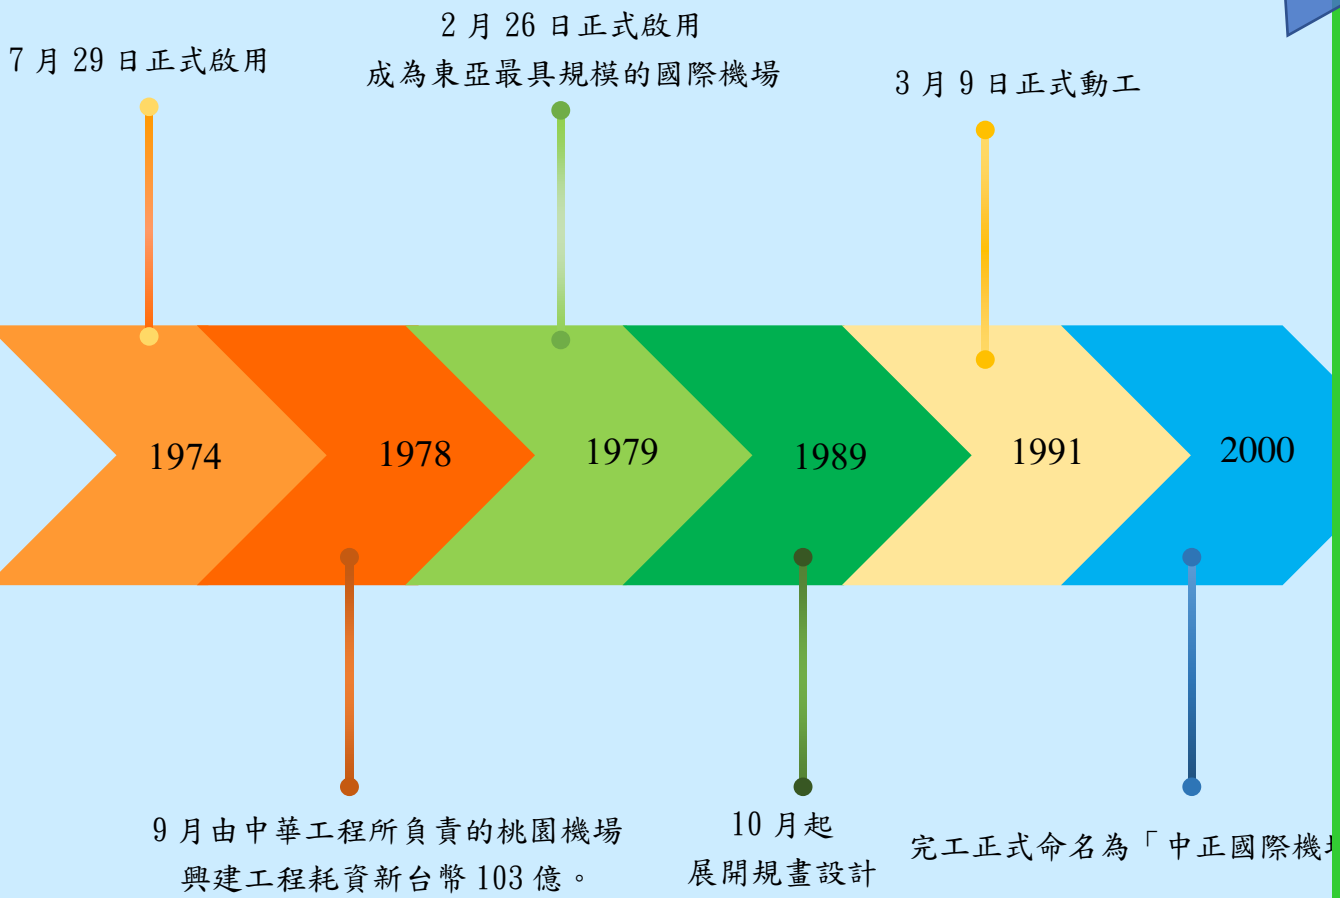 2 月 26 日正式啟用
7 月 29 日正式啟用
成為東亞最具規模的國際機場
3 月 9 日正式動工
1974
1978
1979
1989
1991
2000
9 月由中華工程所負責的桃園機場
興建工程耗資新台幣 103 億。
10 月起
展開規畫設計
完工正式命名為「中正國際機